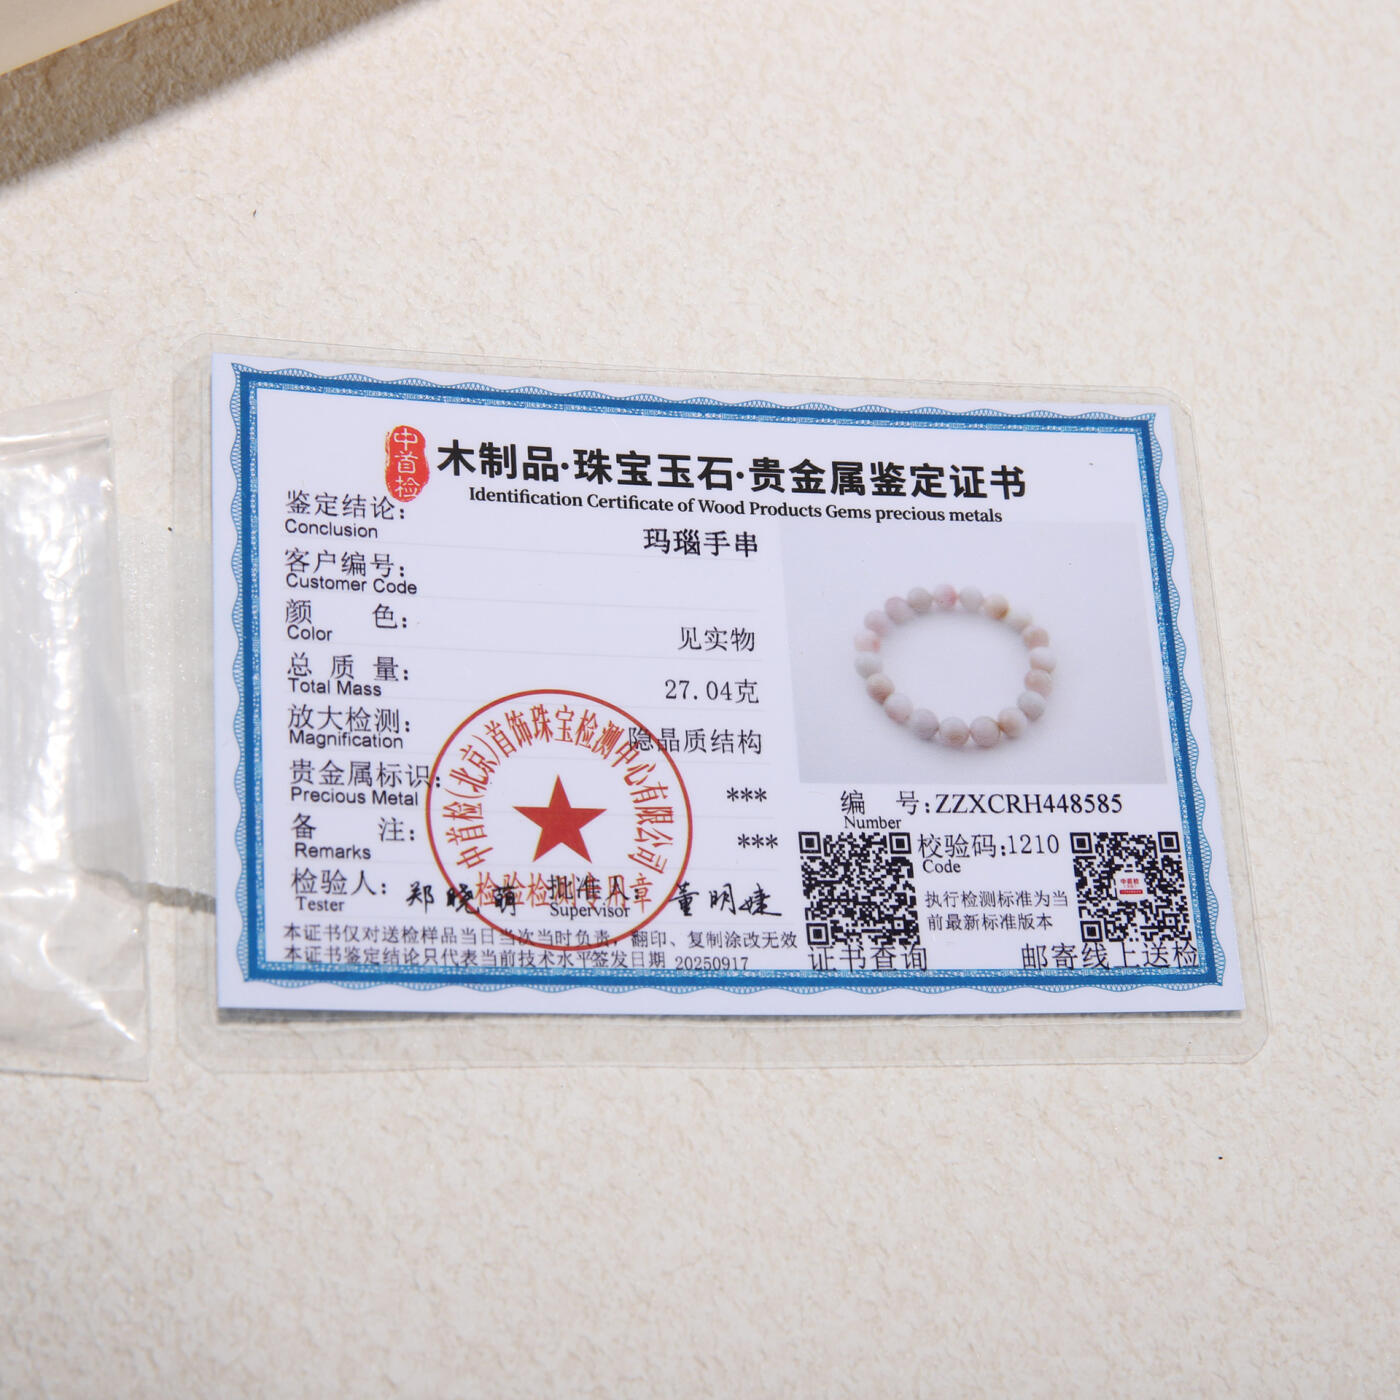 中首检
木制品·珠宝玉石·贵金属鉴定证书
Identification Certificate of Wood Products Gems precious metals
鉴定结论: 玛瑙手串
Conclusion
客户编号:
Customer Code
颜 色: 见实物
Color
总 质 量: 27.04克
Total Mass
放大检测: 隐晶质结构
Magnification
贵金属标识: ***
Precious Metal
备 注: ***
Remarks
检验人: 郑晓萌 批准人: 董明婕
Tester Supervisor
中首检(北京)首饰珠宝检测中心有限公司
检验检测专用章
本证书仅对送检样品当日当次当时负责，翻印、复制涂改无效
本证书鉴定结论只代表当前技术水平签发日期 20250917
编 号:ZZXCRH448585
Number
校验码:1210
Code
执行检测标准为当
前最新标准版本
证书查询
邮寄线上送检